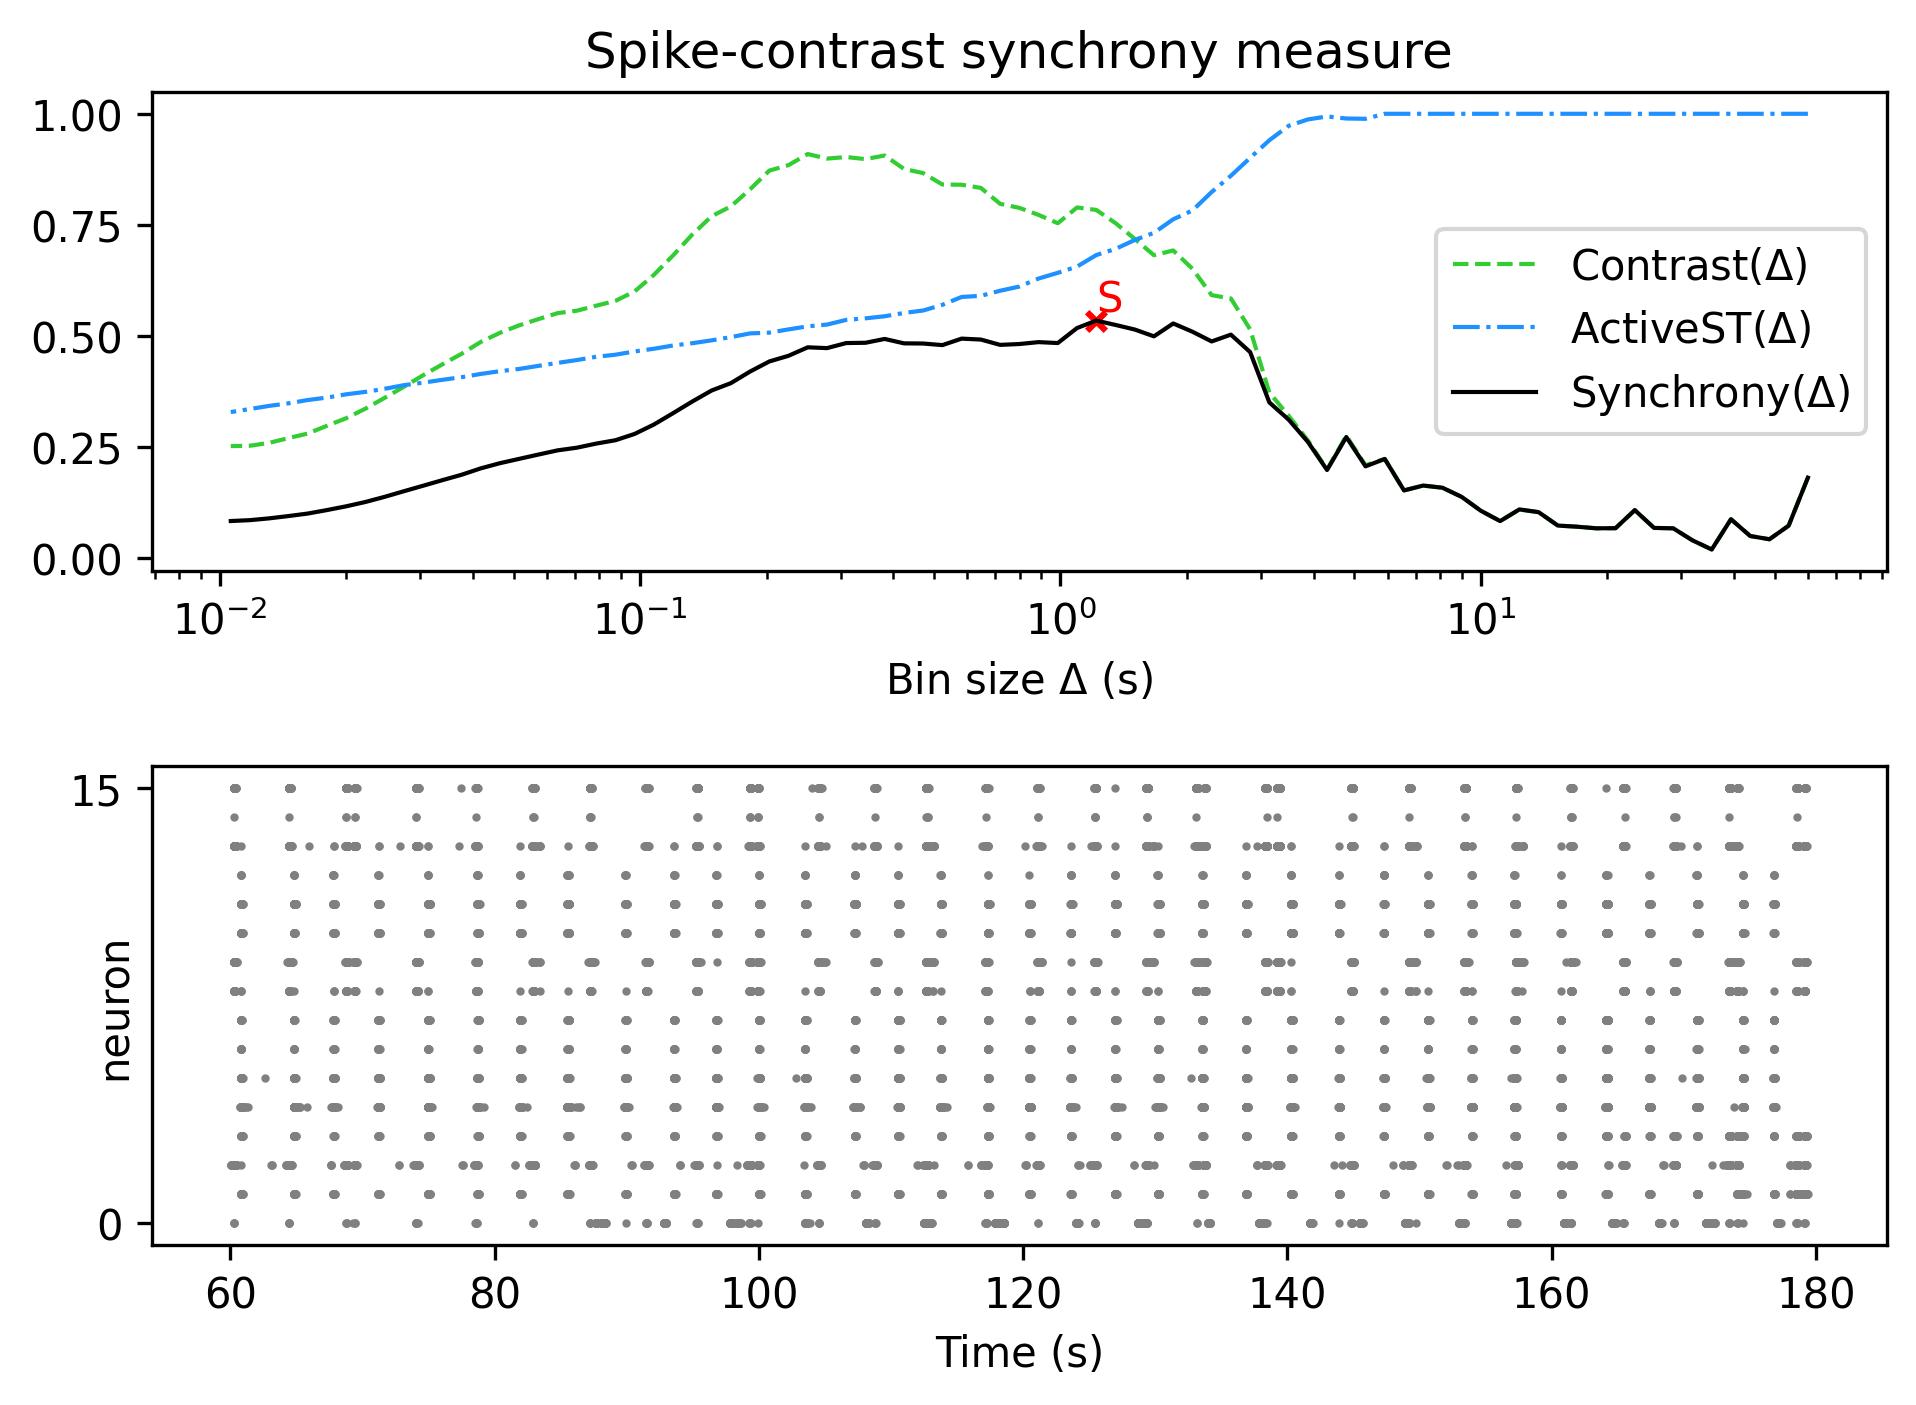 Spike-contrast synchrony measure
1.00
0.75
0.50
0.25
0.00
S
Contrast(Δ)
ActiveST(Δ)
Synchrony(Δ)
10⁻² 10⁻¹ 10⁰ 10¹
Bin size Δ (s)
15
neuron
0
60 80 100 120 140 160 180
Time (s)